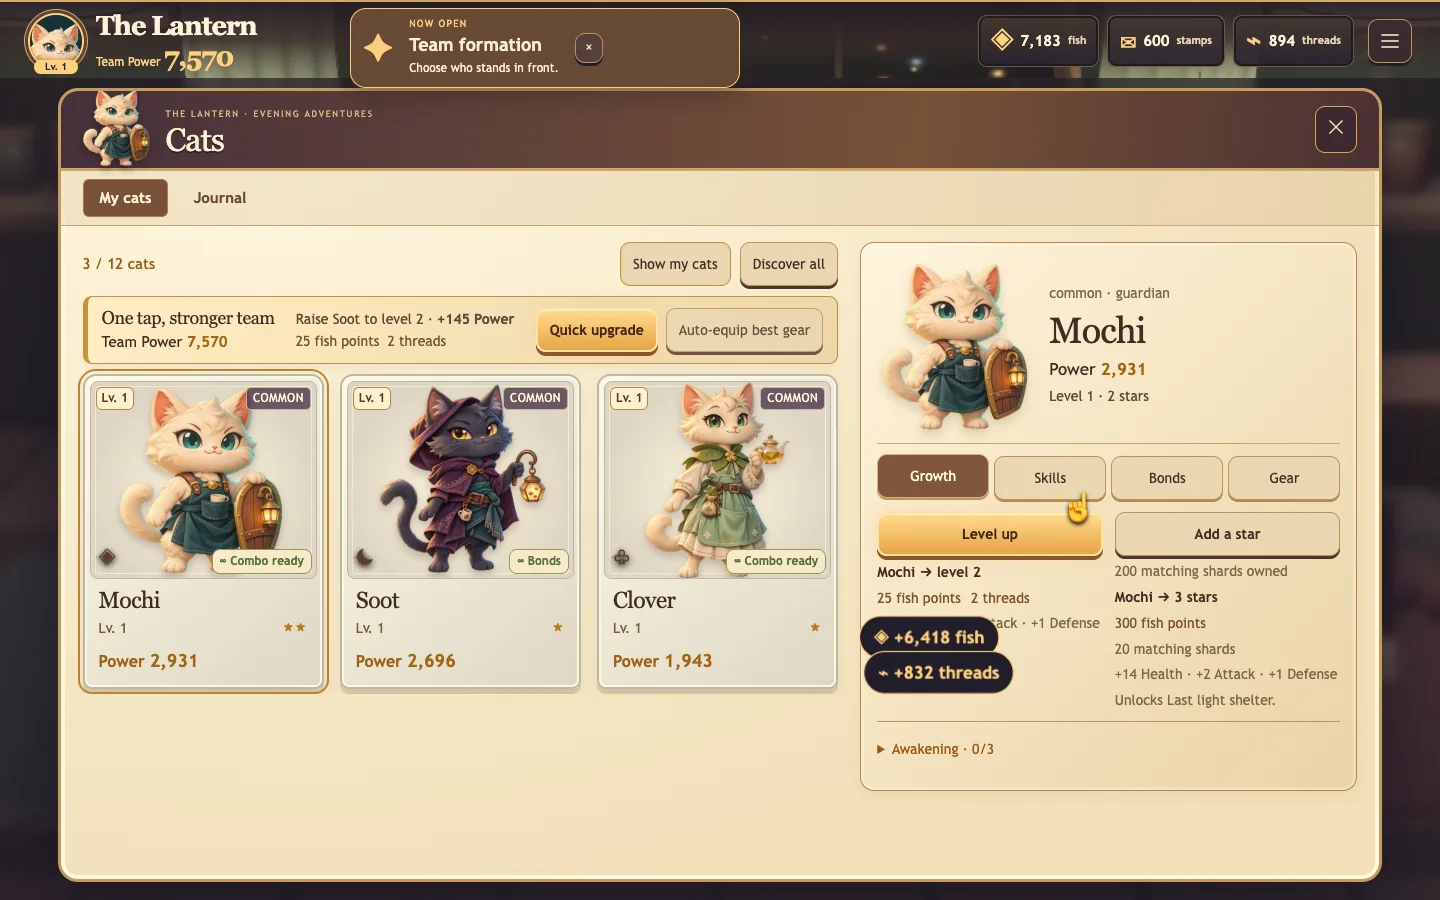 The Lantern
Lv. 1
Team Power 7,570
NOW OPEN
Team formation
Choose who stands in front.
×
7,183 fish
600 stamps
894 threads
THE LANTERN · EVENING ADVENTURES
Cats
My cats
Journal
3 / 12 cats
Show my cats
Discover all
One tap, stronger team
Team Power 7,570
Raise Soot to level 2 · +145 Power
25 fish points 2 threads
Quick upgrade
Auto-equip best gear
Lv. 1
COMMON
∞ Combo ready
Mochi
Lv. 1
★★
Power 2,931
Lv. 1
COMMON
∞ Bonds
Soot
Lv. 1
★
Power 2,696
Lv. 1
COMMON
∞ Combo ready
Clover
Lv. 1
★
Power 1,943
common · guardian
Mochi
Power 2,931
Level 1 · 2 stars
Growth
Skills
Bonds
Gear
Level up
Mochi → level 2
25 fish points 2 threads
tack · +1 Defense
+6,418 fish
+832 threads
Add a star
200 matching shards owned
Mochi → 3 stars
300 fish points
20 matching shards
+14 Health · +2 Attack · +1 Defense
Unlocks Last light shelter.
▶ Awakening · 0/3